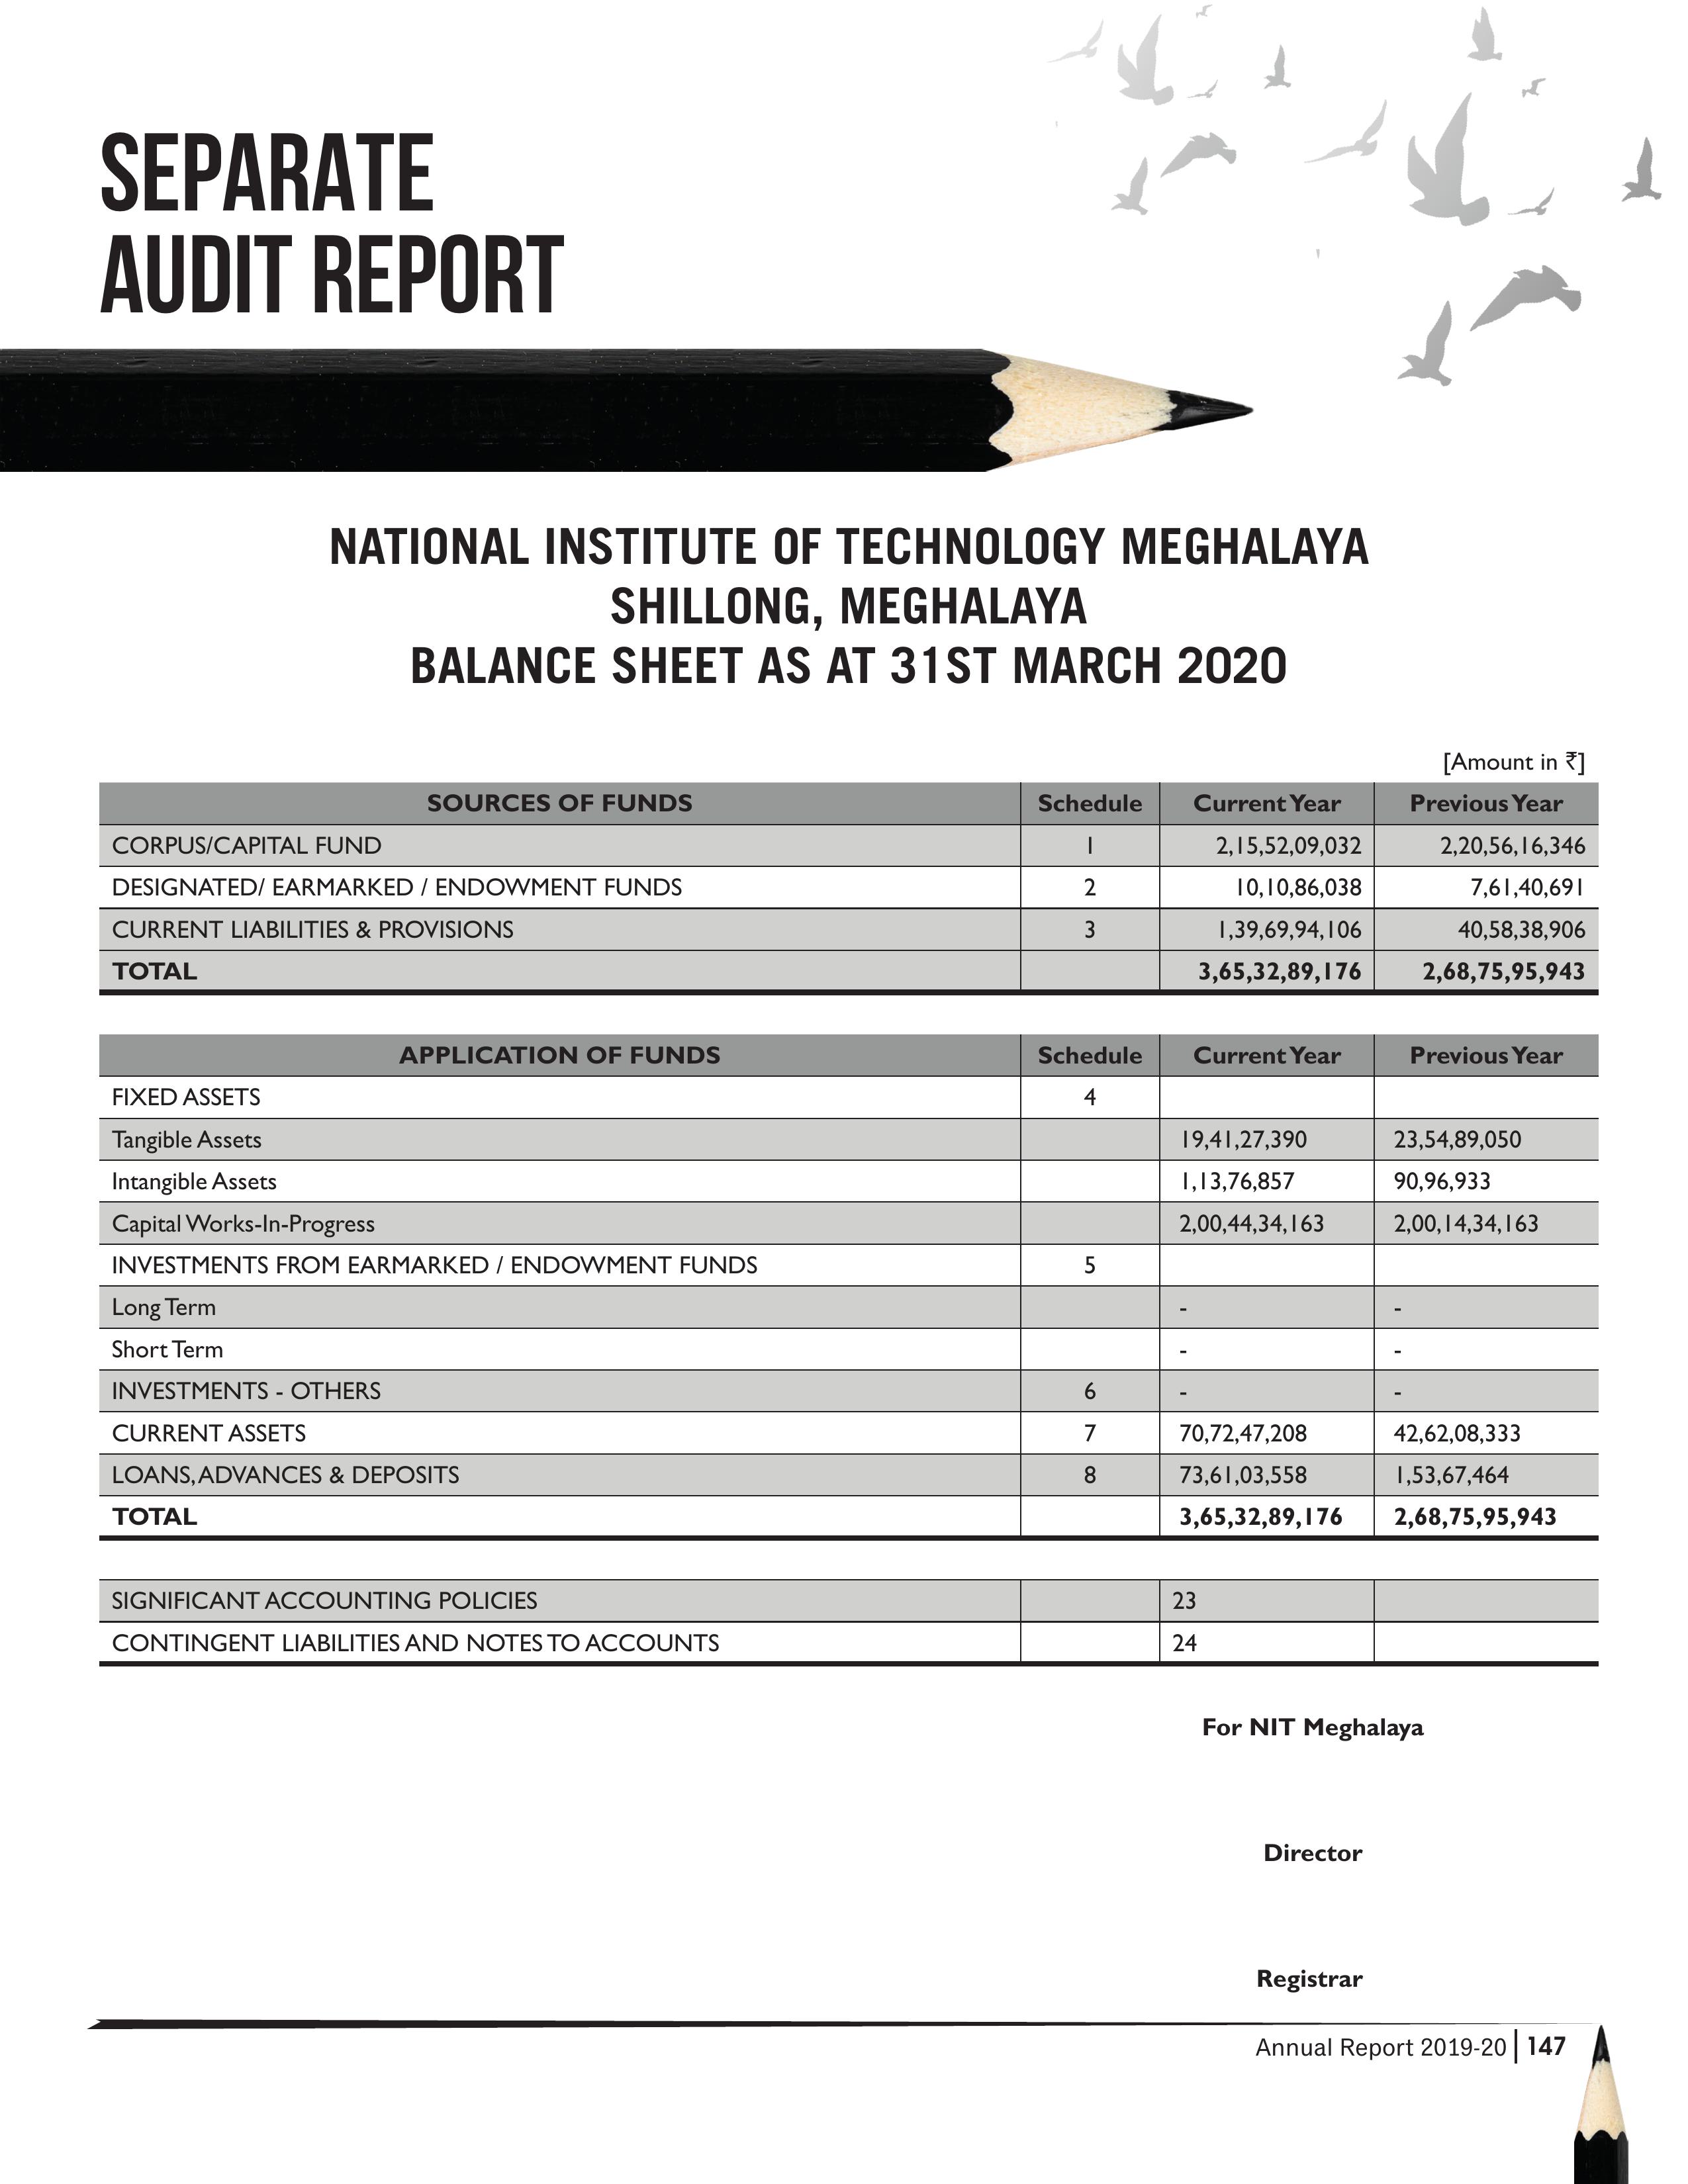 SEPARATE
AUDIT REPORT
NATIONAL INSTITUTE OF TECHNOLOGY MEGHALAYA
SHILLONG, MEGHALAYA
BALANCE SHEET AS AT 31ST MARCH 2020
[Amount in ₹]
SOURCES OF FUNDS Schedule Current Year Previous Year
CORPUS/CAPITAL FUND 1 2,15,52,09,032 2,20,56,16,346
DESIGNATED/ EARMARKED / ENDOWMENT FUNDS 2 10,10,86,038 7,61,40,691
CURRENT LIABILITIES & PROVISIONS 3 1,39,69,94,106 40,58,38,906
TOTAL 3,65,32,89,176 2,68,75,95,943
APPLICATION OF FUNDS Schedule Current Year Previous Year
FIXED ASSETS 4
Tangible Assets 19,41,27,390 23,54,89,050
Intangible Assets 1,13,76,857 90,96,933
Capital Works-In-Progress 2,00,44,34,163 2,00,14,34,163
INVESTMENTS FROM EARMARKED / ENDOWMENT FUNDS 5
Long Term - -
Short Term - -
INVESTMENTS - OTHERS 6 - -
CURRENT ASSETS 7 70,72,47,208 42,62,08,333
LOANS, ADVANCES & DEPOSITS 8 73,61,03,558 1,53,67,464
TOTAL 3,65,32,89,176 2,68,75,95,943
SIGNIFICANT ACCOUNTING POLICIES 23
CONTINGENT LIABILITIES AND NOTES TO ACCOUNTS 24
For NIT Meghalaya
Director
Registrar
Annual Report 2019-20 | 147